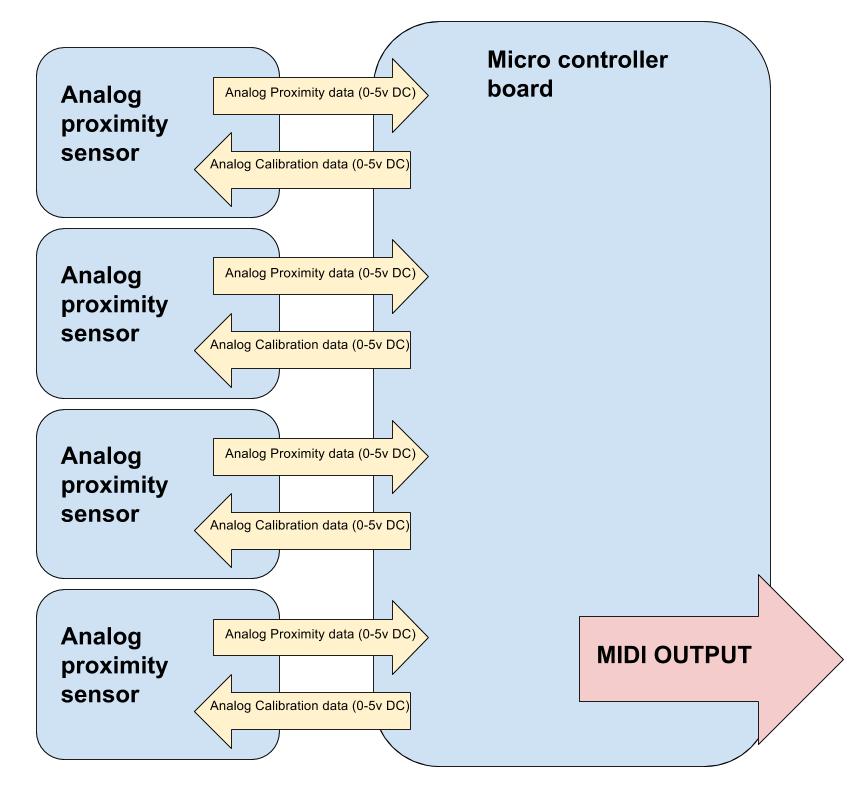 Micro controller
board
Analog
proximity
sensor
Analog Proximity data (0-5v DC)
Analog Calibration data (0-5v DC)
Analog
proximity
sensor
Analog Proximity data (0-5v DC)
Analog Calibration data (0-5v DC)
Analog
proximity
sensor
Analog Proximity data (0-5v DC)
Analog Calibration data (0-5v DC)
Analog
proximity
sensor
Analog Proximity data (0-5v DC)
Analog Calibration data (0-5v DC)
MIDI OUTPUT